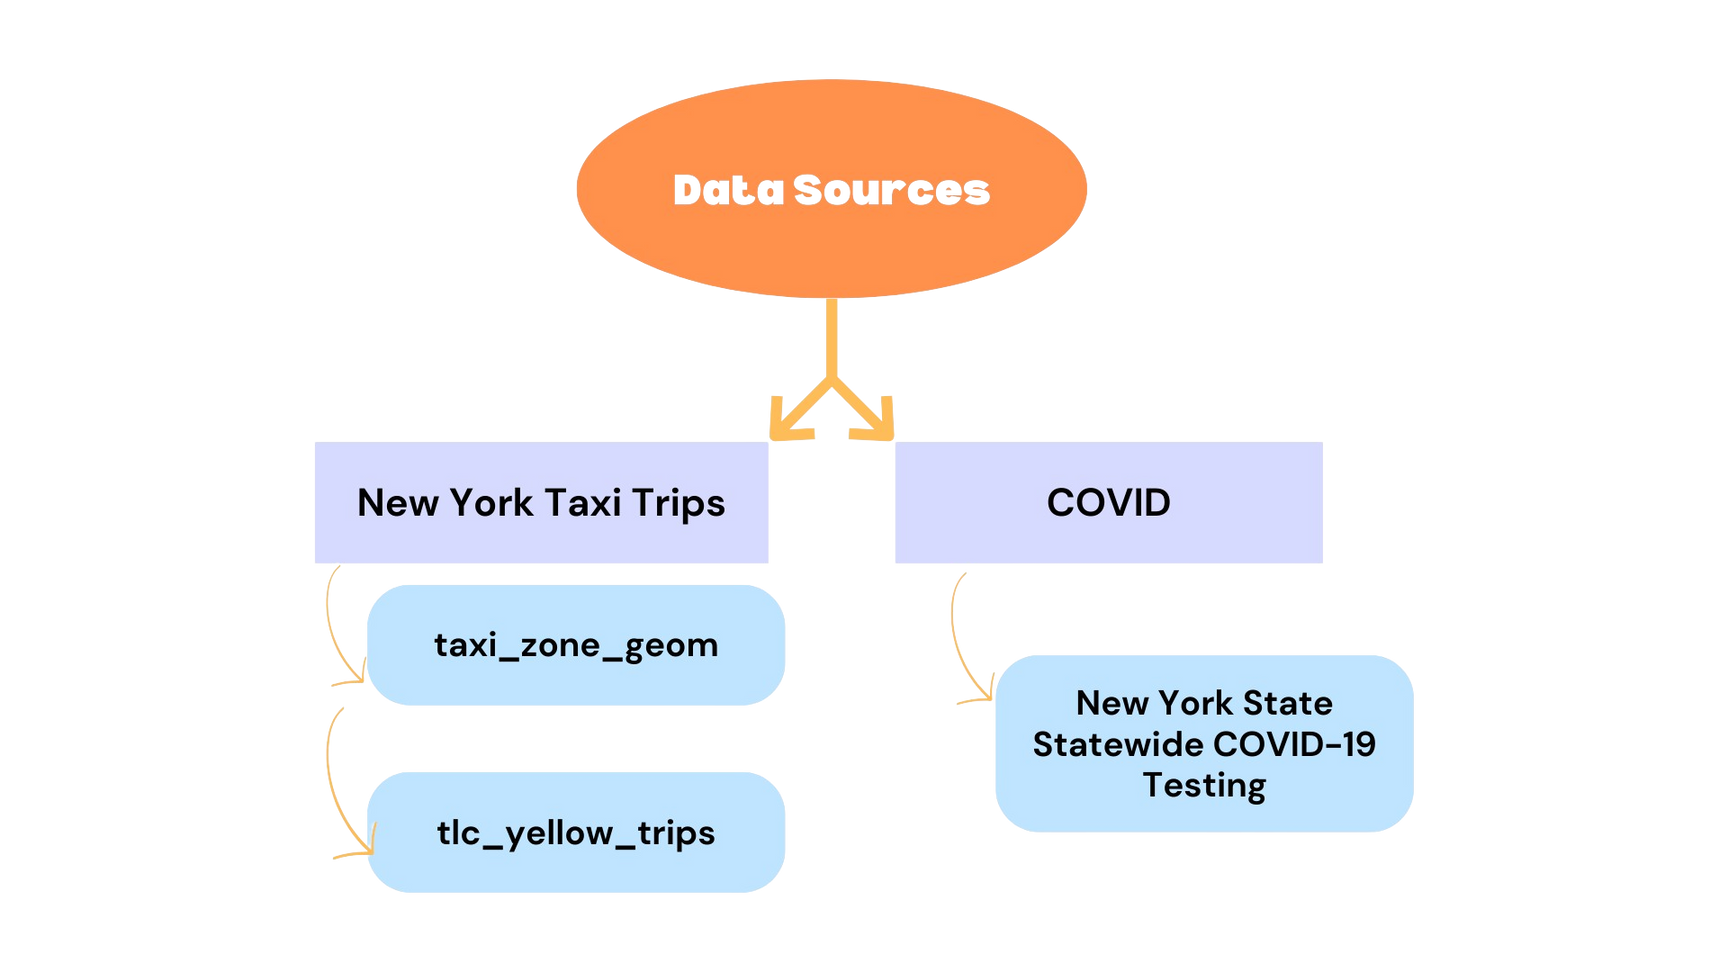 Data Sources
New York Taxi Trips
COVID
taxi_zone_geom
tlc_yellow_trips
New York State
Statewide COVID-19
Testing